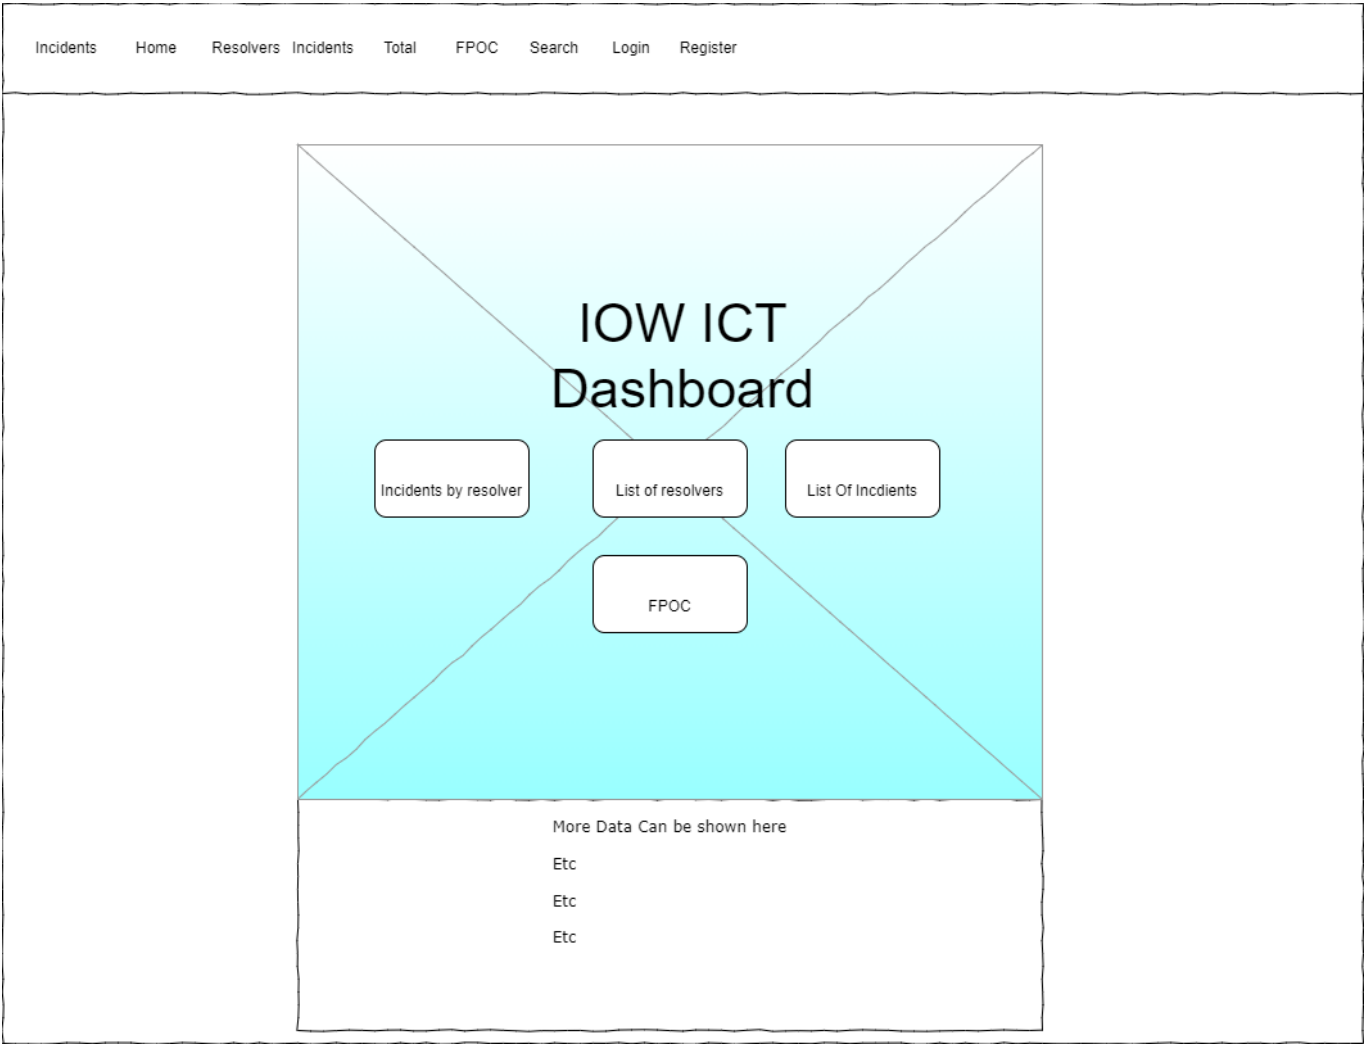 Incidents Home Resolvers Incidents Total FPOC Search Login Register
IOW ICT
Dashboard
Incidents by resolver
List of resolvers
List Of Incdients
FPOC
More Data Can be shown here
Etc
Etc
Etc